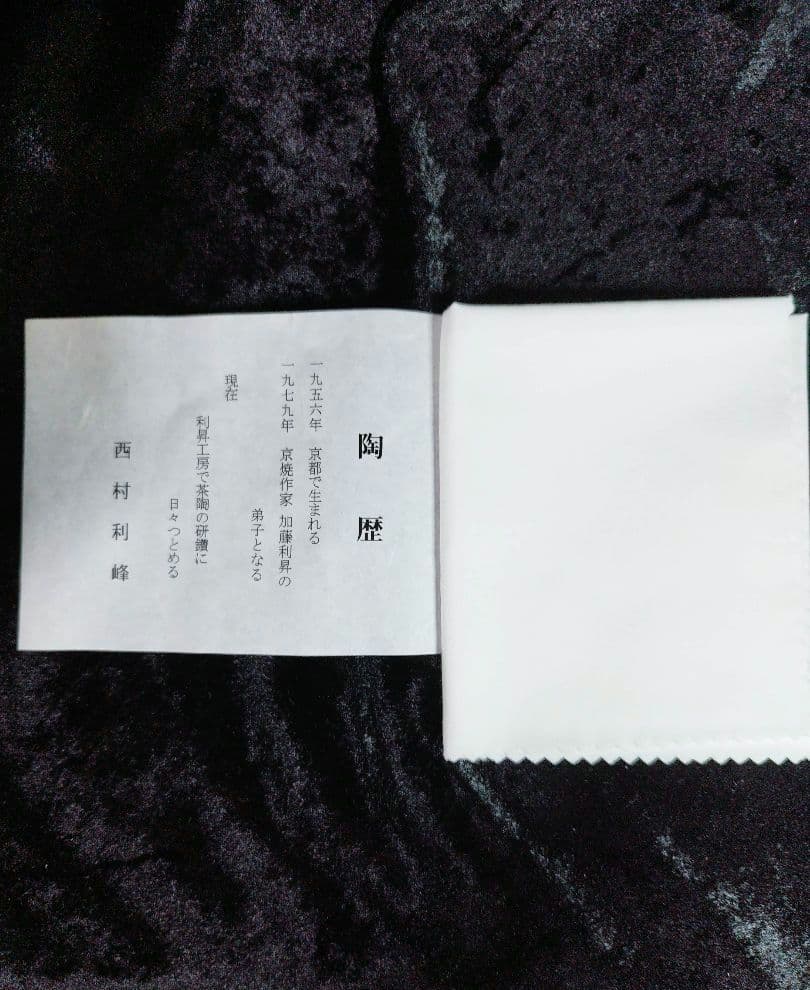 陶歴
一九五六年 京都で生まれる
一九七九年 京焼作家 加藤利昇の
弟子となる
現在
利昇工房で茶陶の研鑽に
日々つとめる
西村利峰